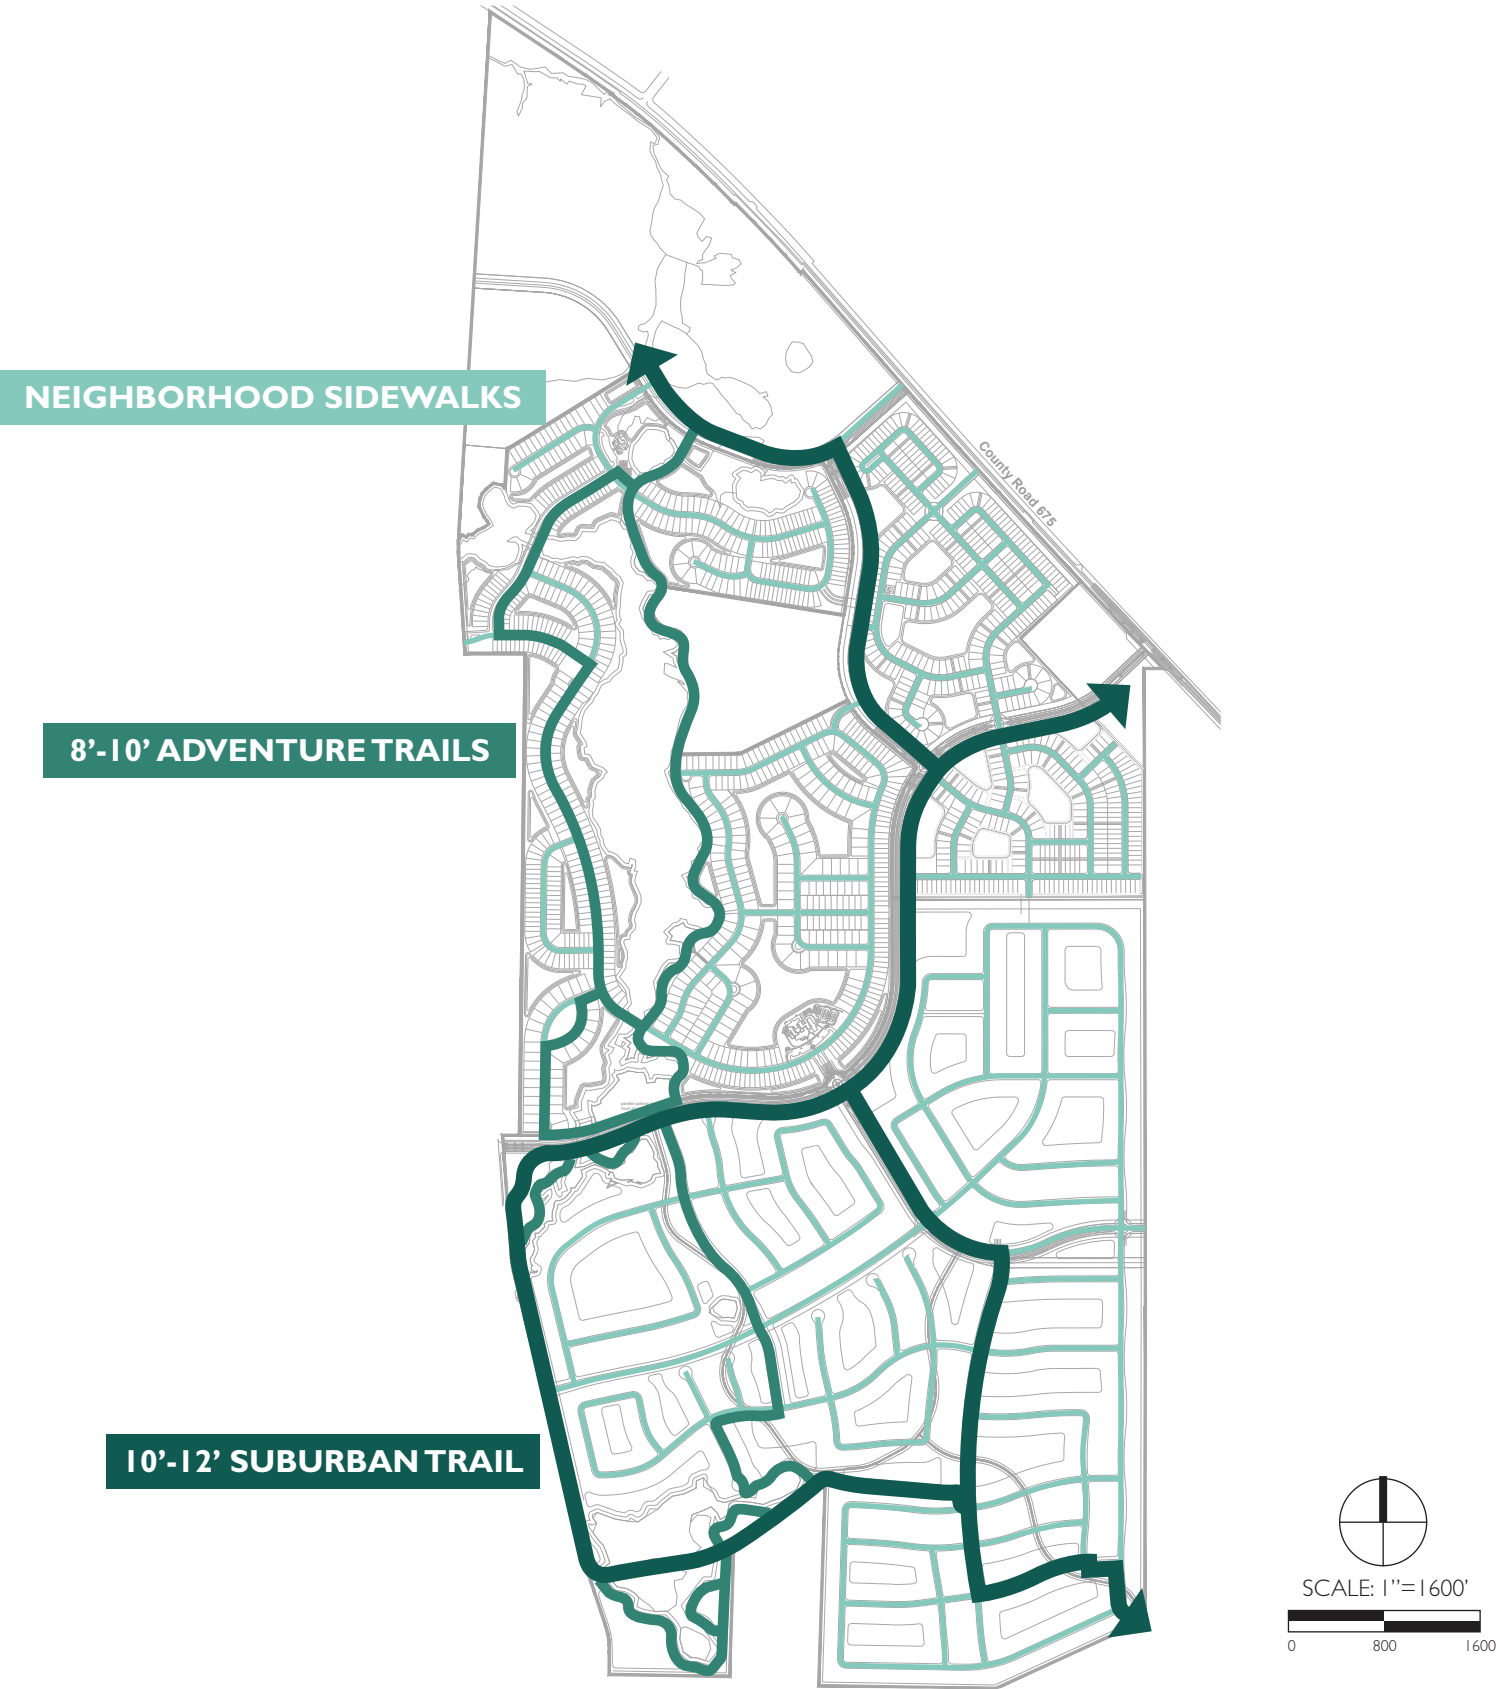 NEIGHBORHOOD SIDEWALKS
County Road 675
8’-10’ ADVENTURE TRAILS
10’-12’ SUBURBAN TRAIL
SCALE: 1’’=1600’
0 800 1600